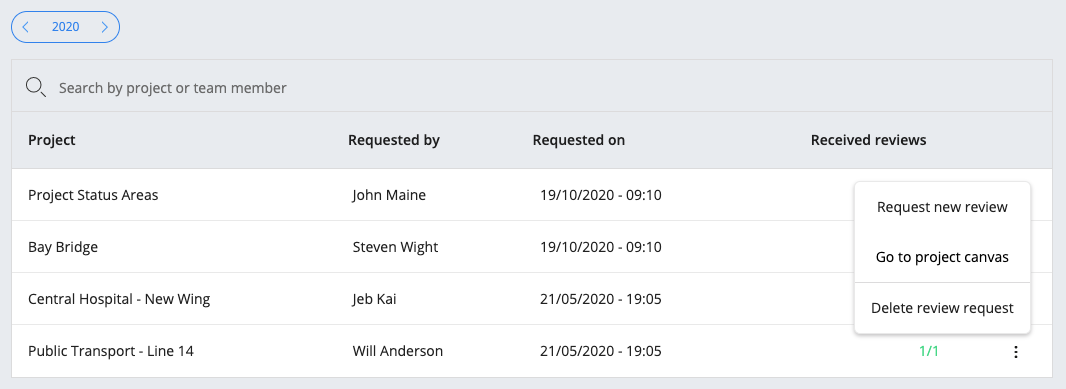 2020
Search by project or team member
Project Requested by Requested on Received reviews
Project Status Areas John Maine 19/10/2020 - 09:10
Request new review
Bay Bridge Steven Wight 19/10/2020 - 09:10
Go to project canvas
Central Hospital - New Wing Jeb Kai 21/05/2020 - 19:05
Delete review request
Public Transport - Line 14 Will Anderson 21/05/2020 - 19:05 1/1